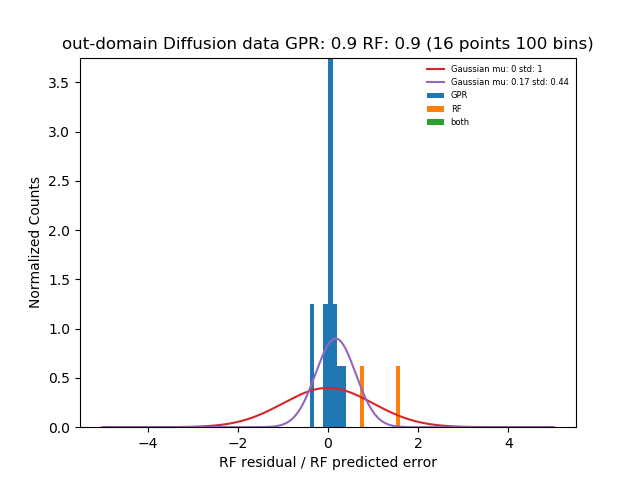 out-domain Diffusion data GPR: 0.9 RF: 0.9 (16 points 100 bins)
Gaussian mu: 0 std: 1
Gaussian mu: 0.17 std: 0.44
GPR
RF
both
Normalized Counts
3.5
3.0
2.5
2.0
1.5
1.0
0.5
0.0
−4
−2
0
2
4
RF residual / RF predicted error